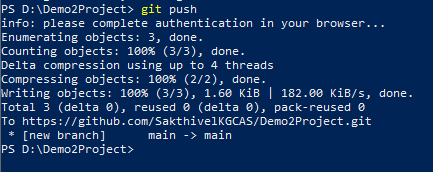 PS D:\Demo2Project> git push
info: please complete authentication in your browser...
Enumerating objects: 3, done.
Counting objects: 100% (3/3), done.
Delta compression using up to 4 threads
Compressing objects: 100% (2/2), done.
Writing objects: 100% (3/3), 1.60 KiB | 182.00 KiB/s, done.
Total 3 (delta 0), reused 0 (delta 0), pack-reused 0
To https://github.com/SakthivelKGCAS/Demo2Project.git
 * [new branch]      main -> main
PS D:\Demo2Project>